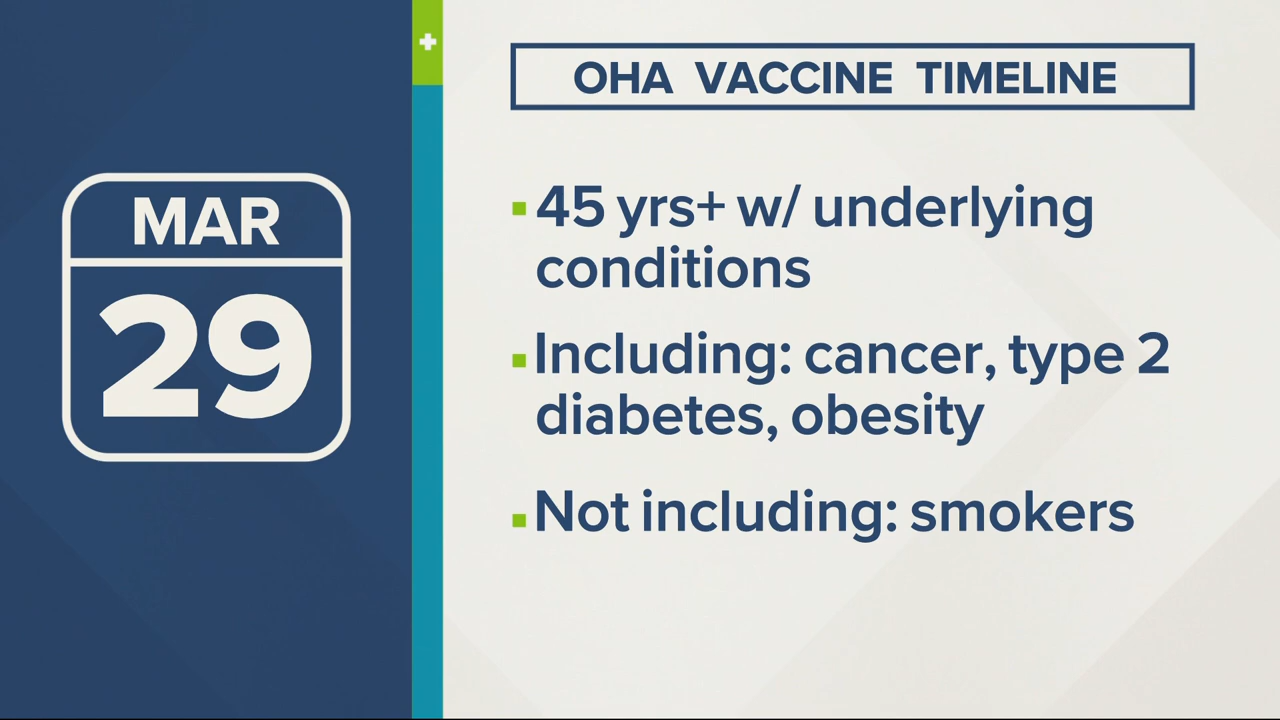 MAR
29
OHA VACCINE TIMELINE
45 yrs+ w/ underlying
conditions
Including: cancer, type 2
diabetes, obesity
Not including: smokers